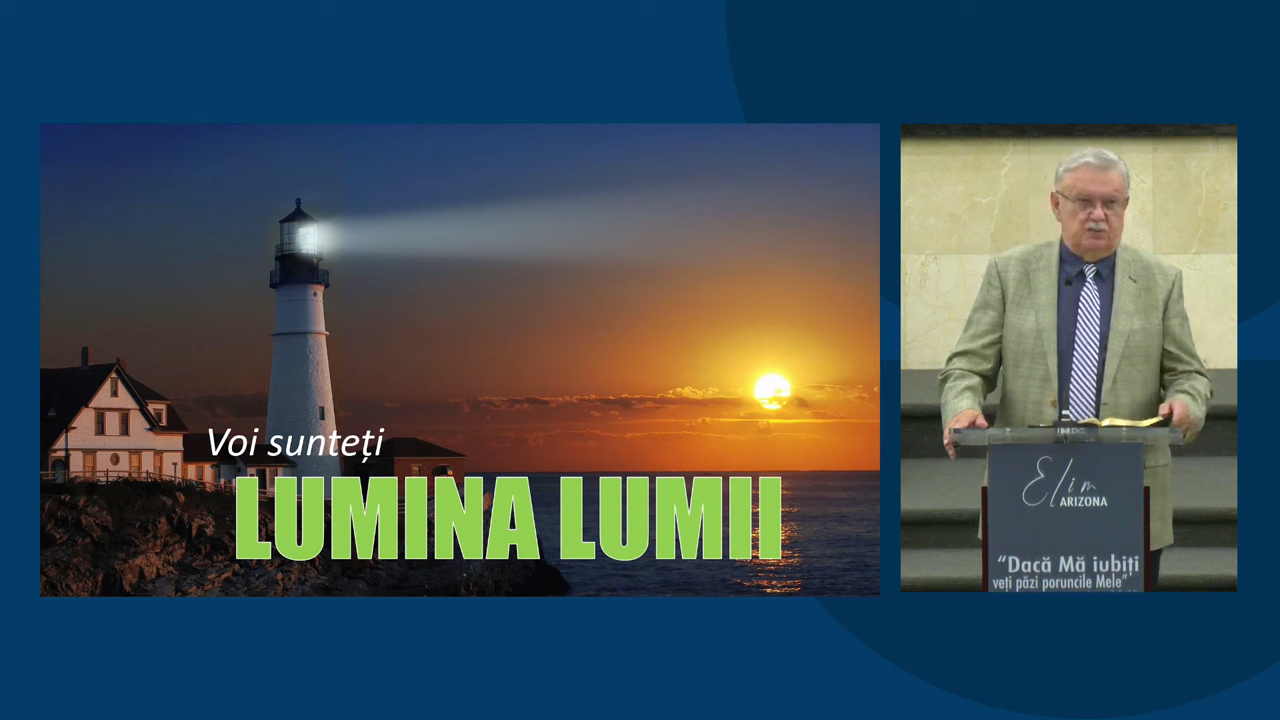 Voi sunteți
LUMINA LUMII
Elim
ARIZONA
“Dacă Mă iubiți
veți păzi poruncile Mele”